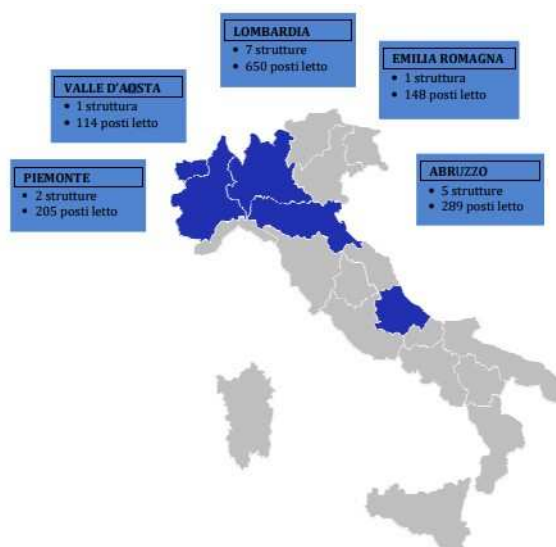 LOMBARDIA
• 7 strutture
• 650 posti letto
EMILIA ROMAGNA
• 1 struttura
• 148 posti letto
VALLE D'AOSTA
• 1 struttura
• 114 posti letto
PIEMONTE
• 2 strutture
• 205 posti letto
ABRUZZO
• 5 strutture
• 289 posti letto